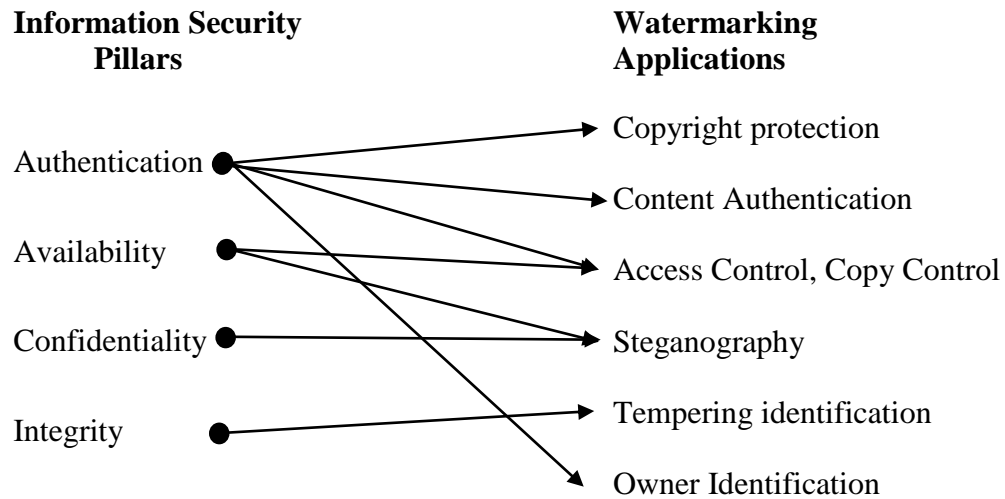 Information Security
Pillars
Watermarking
Applications
Authentication
Availability
Confidentiality
Integrity
Copyright protection
Content Authentication
Access Control, Copy Control
Steganography
Tempering identification
Owner Identification